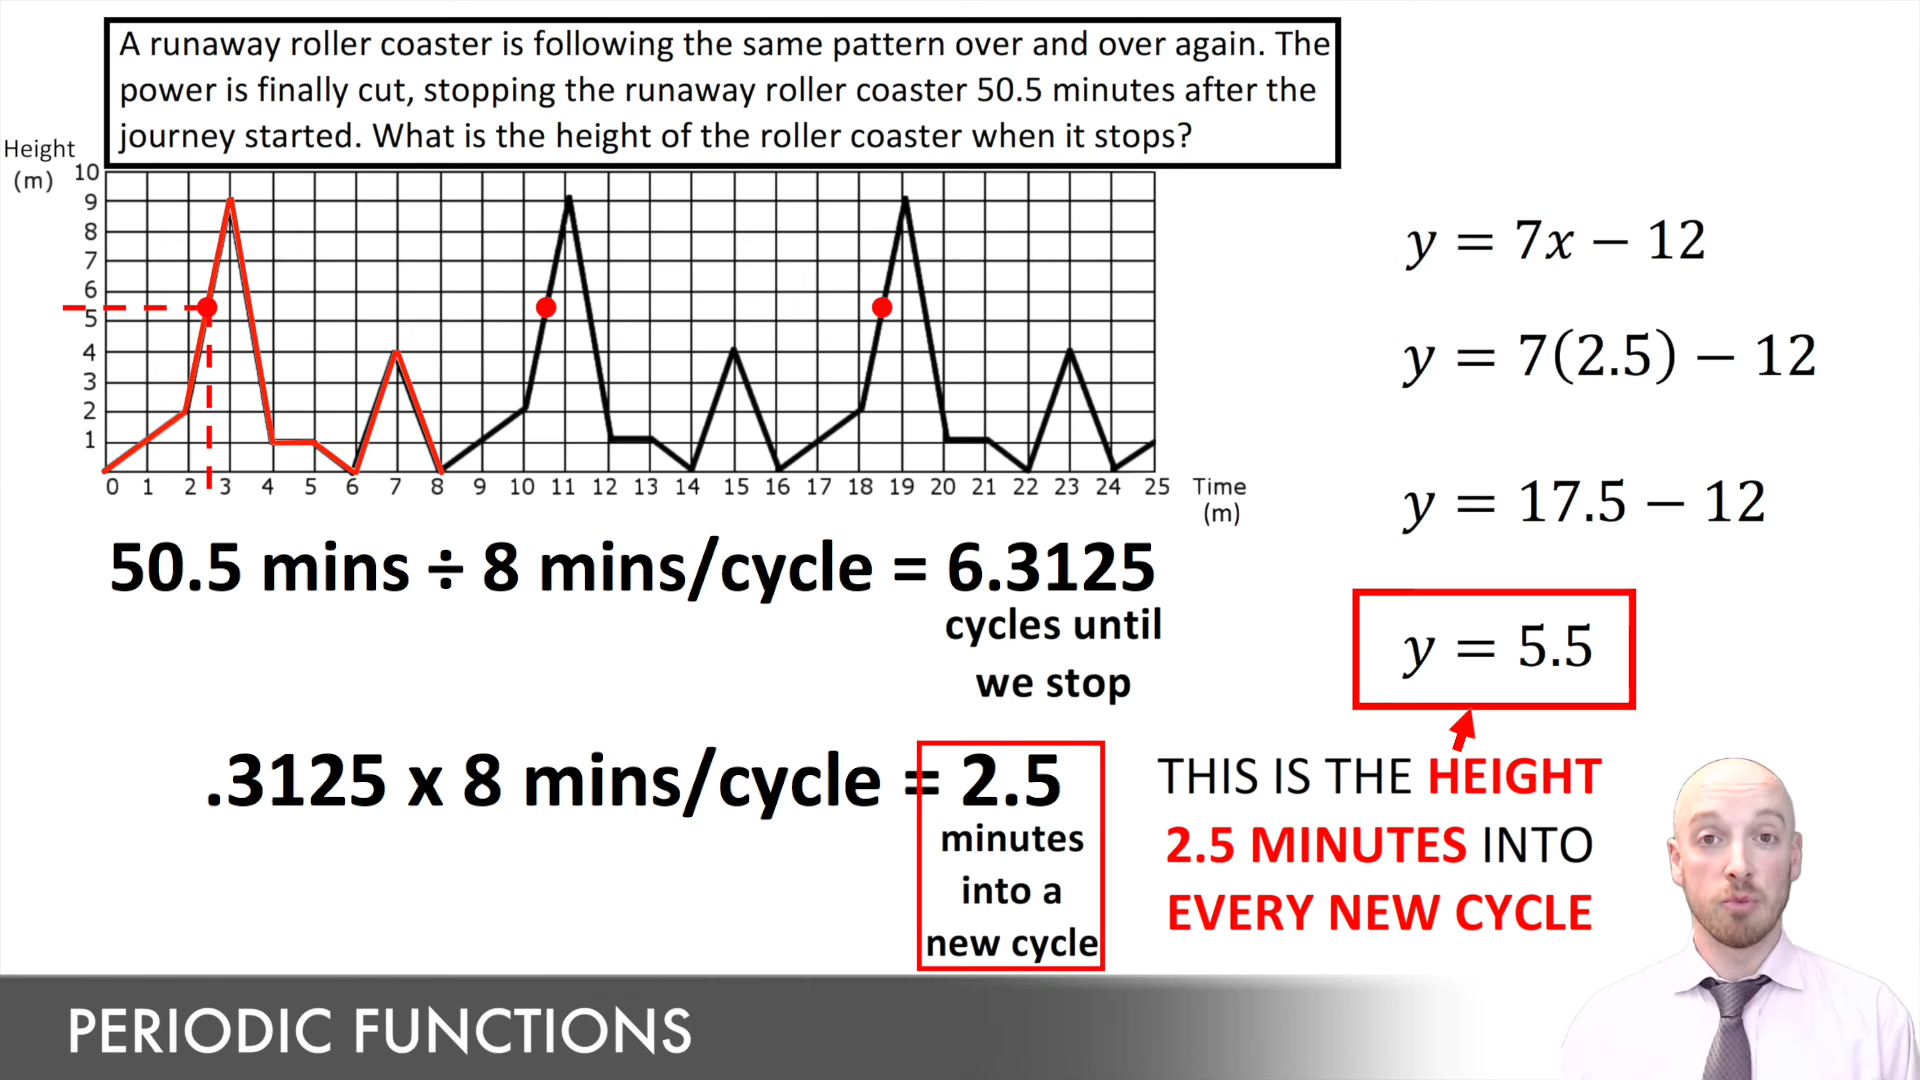 A runaway roller coaster is following the same pattern over and over again. The
power is finally cut, stopping the runaway roller coaster 50.5 minutes after the
journey started. What is the height of the roller coaster when it stops?
Height
(m)
10
9
8
7
6
5
4
3
2
1
0 1 2 3 4 5 6 7 8 9 10 11 12 13 14 15 16 17 18 19 20 21 22 23 24 25
Time
(m)
50.5 mins ÷ 8 mins/cycle = 6.3125
cycles until
we stop
.3125 x 8 mins/cycle = 2.5
minutes
into a
new cycle
y = 7x − 12
y = 7(2.5) − 12
y = 17.5 − 12
y = 5.5
THIS IS THE HEIGHT
2.5 MINUTES INTO
EVERY NEW CYCLE
PERIODIC FUNCTIONS